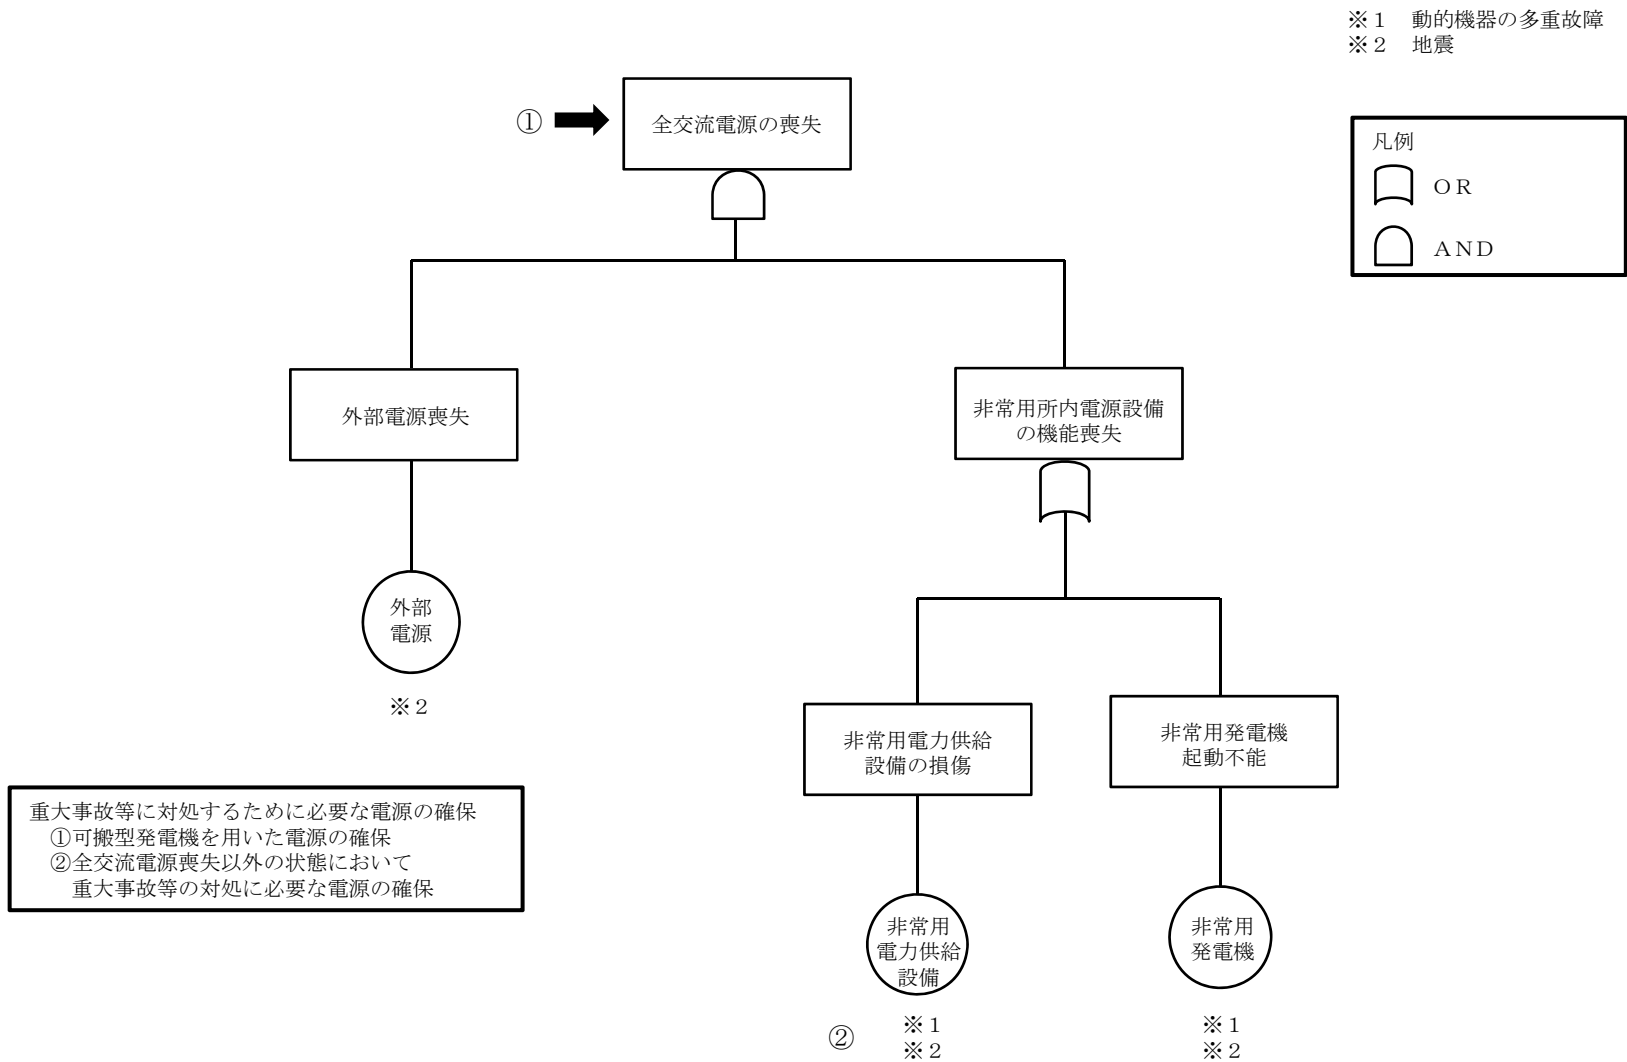 ※１　動的機器の多重故障
※２　地震
①
全交流電源の喪失
凡例
ＯＲ
ＡＮＤ
外部電源喪失
非常用所内電源設備
の機能喪失
外部
電源
※２
非常用電力供給
設備の損傷
非常用発電機
起動不能
重大事故等に対処するために必要な電源の確保
①可搬型発電機を用いた電源の確保
②全交流電源喪失以外の状態において
重大事故等の対処に必要な電源の確保
非常用
電力供給
設備
非常用
発電機
②
※１
※２
※１
※２